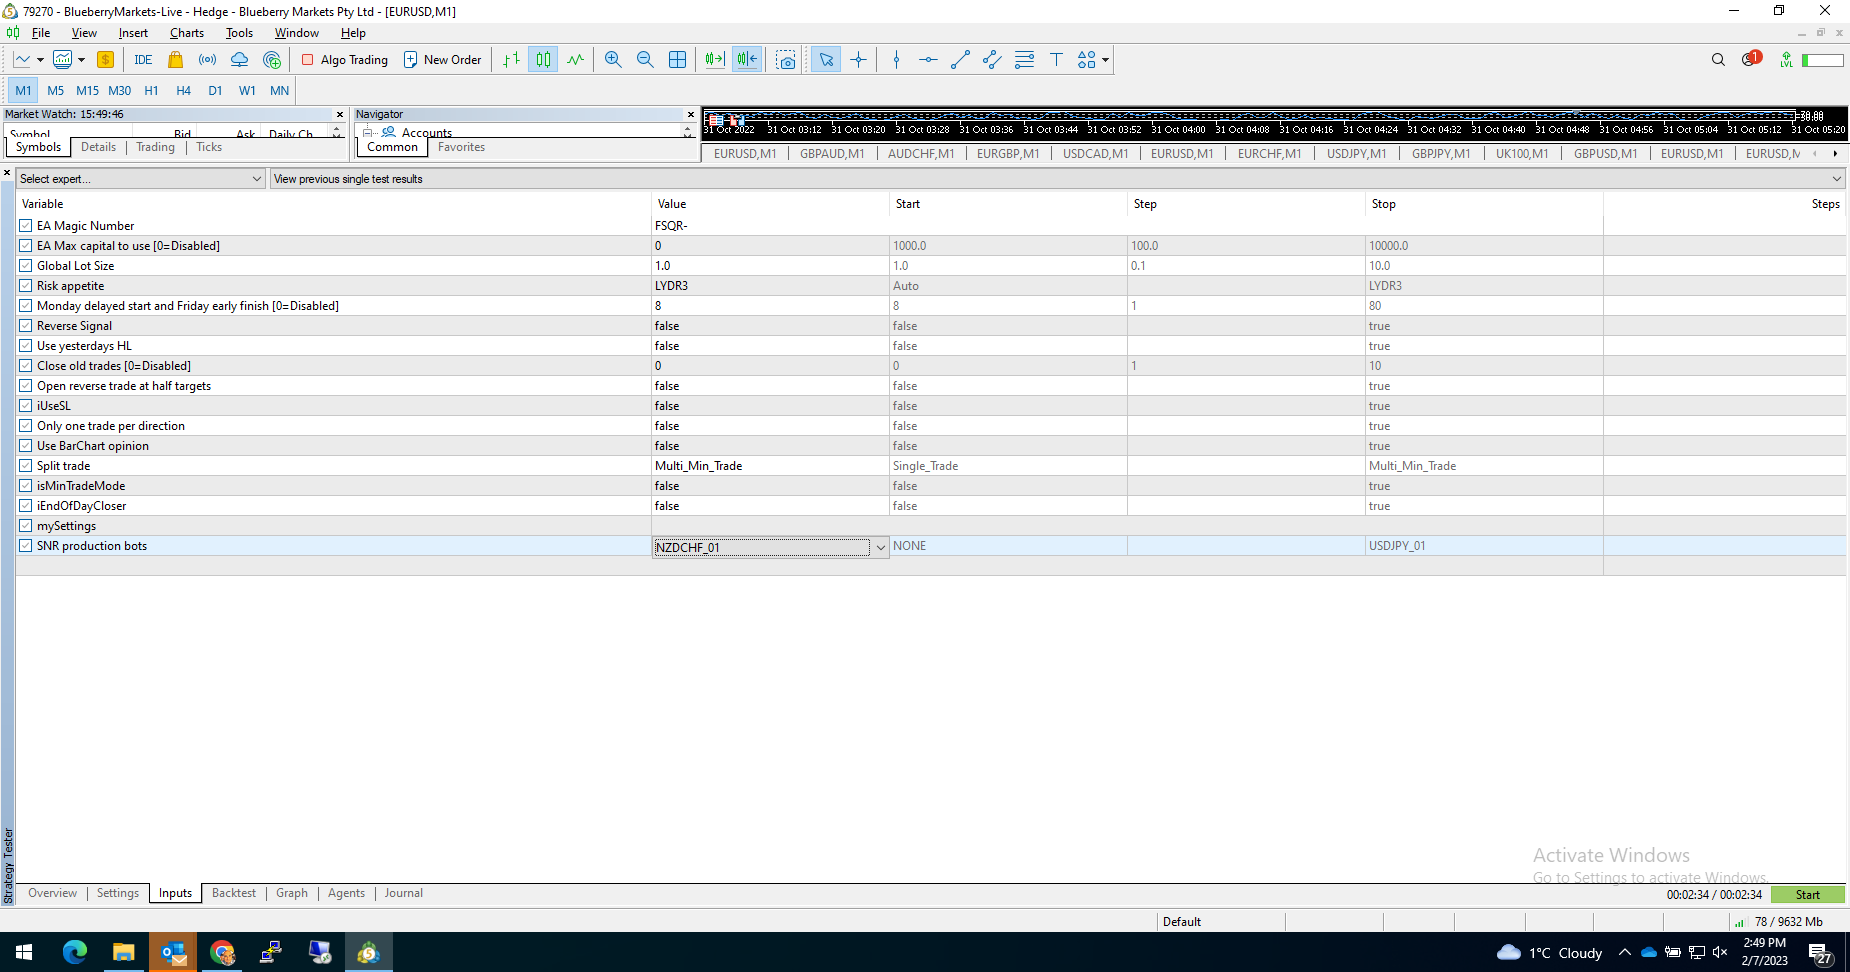 79270 - BlueberryMarkets-Live - Hedge - Blueberry Markets Pty Ltd - [EURUSD,M1]
File View Insert Charts Tools Window Help
IDE Algo Trading New Order 1 LVL
M1 M5 M15 M30 H1 H4 D1 W1 MN
Market Watch: 15:49:46
Symbol Bid Ask Daily Ch...
Symbols Details Trading Ticks
Navigator
Accounts
Common Favorites
31 Oct 2022 31 Oct 03:12 31 Oct 03:20 31 Oct 03:28 31 Oct 03:36 31 Oct 03:44 31 Oct 03:52 31 Oct 04:00 31 Oct 04:08 31 Oct 04:16 31 Oct 04:24 31 Oct 04:32 31 Oct 04:40 31 Oct 04:48 31 Oct 04:56 31 Oct 05:04 31 Oct 05:12 31 Oct 05:20
EURUSD,M1 GBPAUD,M1 AUDCHF,M1 EURGBP,M1 USDCAD,M1 EURUSD,M1 EURCHF,M1 USDJPY,M1 GBPJPY,M1 UK100,M1 GBPUSD,M1 EURUSD,M1 EURUSD,M
Select expert... View previous single test results
Variable Value Start Step Stop Steps
EA Magic Number FSQR-
EA Max capital to use [0=Disabled] 0 1000.0 100.0 10000.0
Global Lot Size 1.0 1.0 0.1 10.0
Risk appetite LYDR3 Auto LYDR3
Monday delayed start and Friday early finish [0=Disabled] 8 8 1 80
Reverse Signal false false true
Use yesterdays HL false false true
Close old trades [0=Disabled] 0 0 1 10
Open reverse trade at half targets false false true
iUseSL false false true
Only one trade per direction false false true
Use BarChart opinion false false true
Split trade Multi_Min_Trade Single_Trade Multi_Min_Trade
isMinTradeMode false false true
iEndOfDayCloser false false true
mySettings
SNR production bots NZDCHF_01 NONE USDJPY_01
Strategy Tester
Activate Windows
Go to Settings to activate Windows.
Overview Settings Inputs Backtest Graph Agents Journal
00:02:34 / 00:02:34 Start
Default 78 / 9632 Mb
1°C Cloudy
2:49 PM
2/7/2023
27